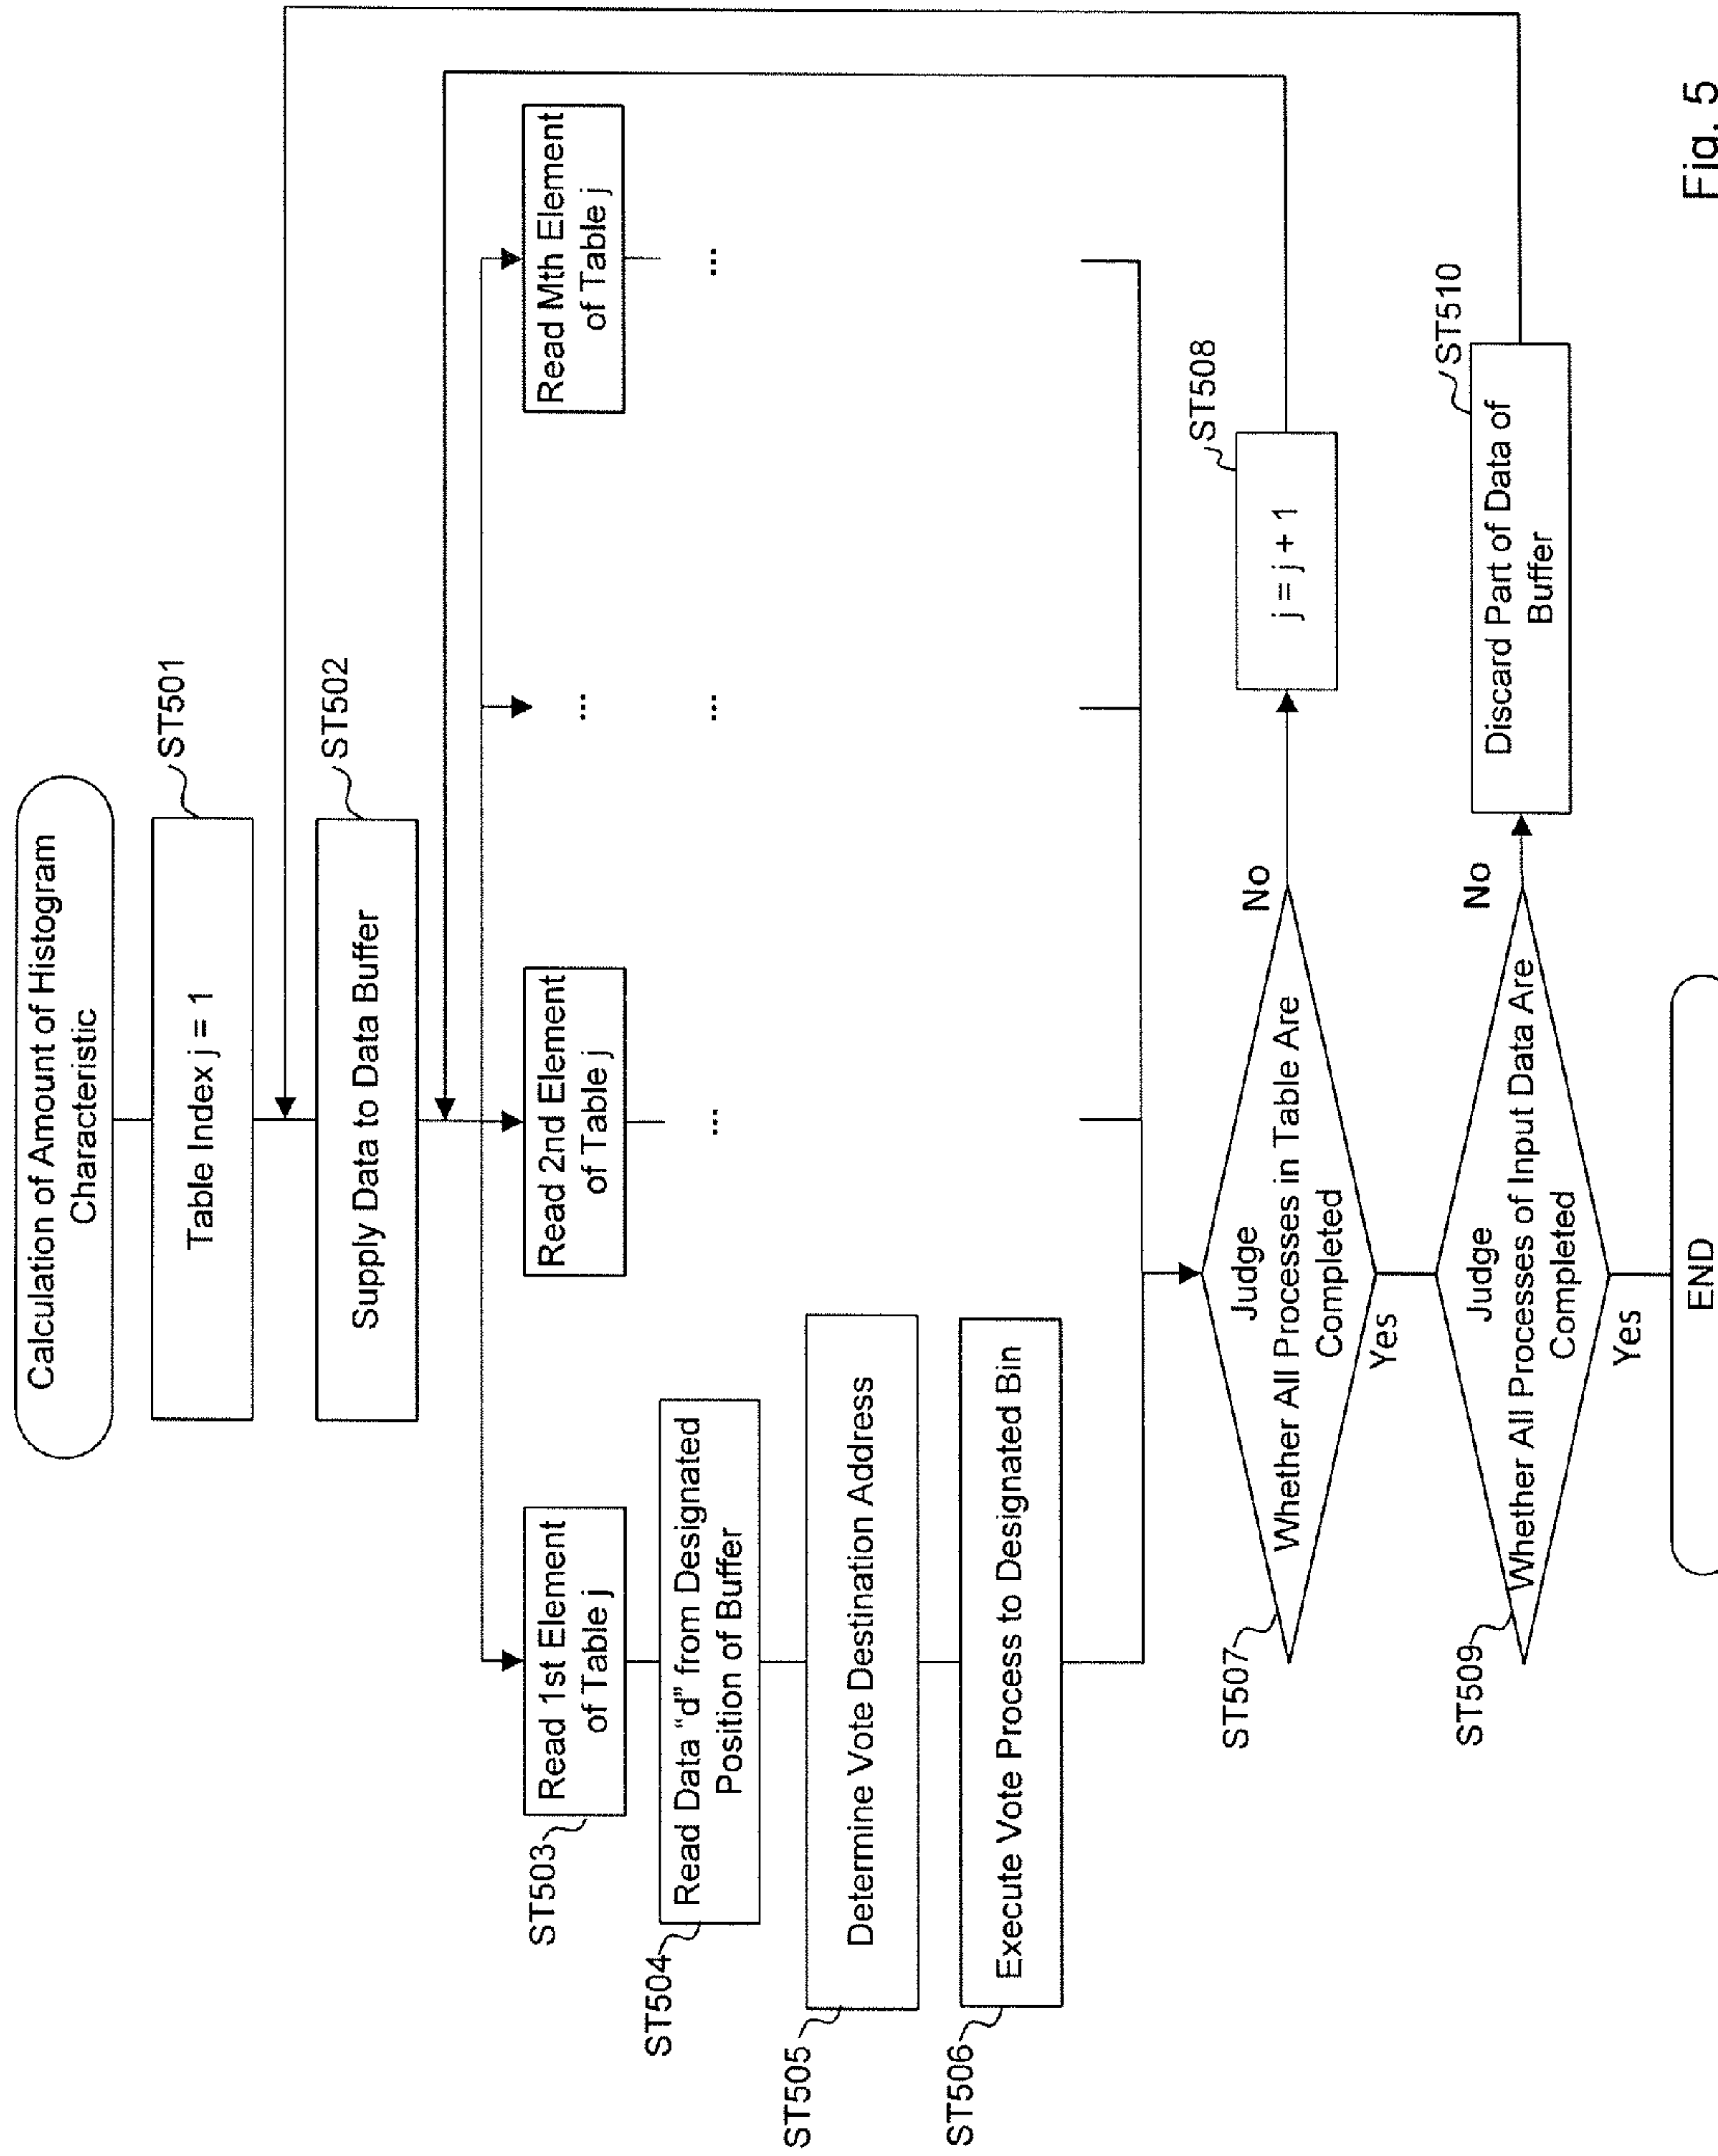 Calculation of Amount of Histogram
Characteristic
ST501
Table Index j = 1
ST502
Supply Data to Data Buffer
ST503
Read 1st Element
of Table j
Read 2nd Element
of Table j
...
Read Mth Element
of Table j
ST504
Read Data “d” from Designated
Position of Buffer
...
...
...
ST505
Determine Vote Destination Address
ST506
Execute Vote Process to Designated Bin
ST507
Judge
Whether All Processes in Table Are
Completed
No
Yes
ST508
j = j + 1
ST509
Judge
Whether All Processes of Input Data Are
Completed
No
Yes
ST510
Discard Part of Data of
Buffer
END
Fig. 5